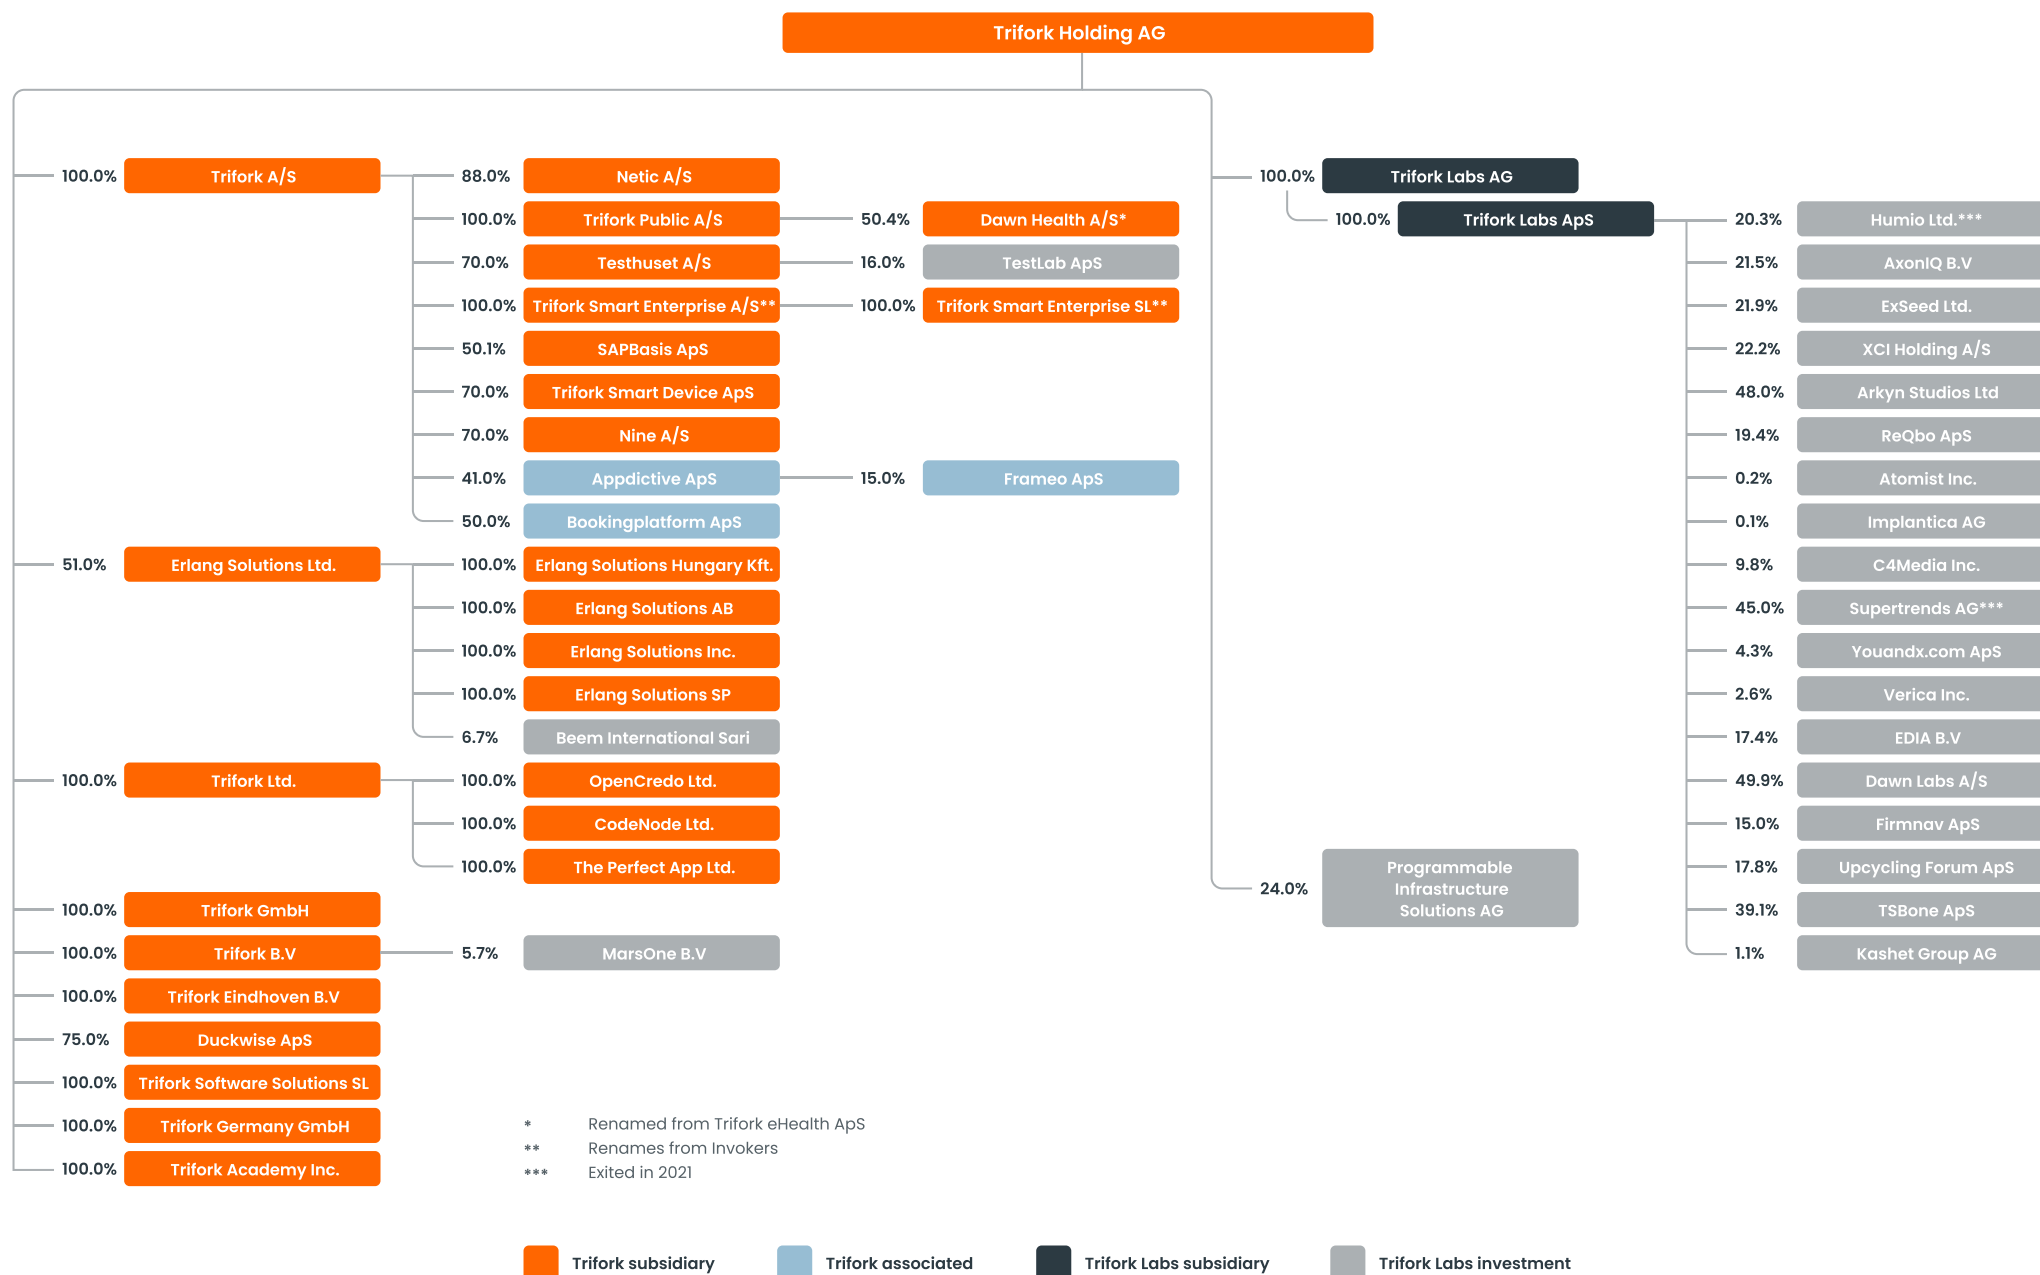 Trifork Holding AG
100.0% Trifork A/S
88.0% Netic A/S
100.0% Trifork Public A/S
50.4% Dawn Health A/S*
70.0% Testhuset A/S
16.0% TestLab ApS
100.0% Trifork Smart Enterprise A/S**
100.0% Trifork Smart Enterprise SL**
50.1% SAPBasis ApS
70.0% Trifork Smart Device ApS
70.0% Nine A/S
41.0% Appdictive ApS
15.0% Frameo ApS
50.0% Bookingplatform ApS
51.0% Erlang Solutions Ltd.
100.0% Erlang Solutions Hungary Kft.
100.0% Erlang Solutions AB
100.0% Erlang Solutions Inc.
100.0% Erlang Solutions SP
6.7% Beem International Sari
100.0% Trifork Ltd.
100.0% OpenCredo Ltd.
100.0% CodeNode Ltd.
100.0% The Perfect App Ltd.
100.0% Trifork GmbH
100.0% Trifork B.V
5.7% MarsOne B.V
100.0% Trifork Eindhoven B.V
75.0% Duckwise ApS
100.0% Trifork Software Solutions SL
100.0% Trifork Germany GmbH
100.0% Trifork Academy Inc.
100.0% Trifork Labs AG
100.0% Trifork Labs ApS
20.3% Humio Ltd.***
21.5% AxonIQ B.V
21.9% ExSeed Ltd.
22.2% XCI Holding A/S
48.0% Arkyn Studios Ltd
19.4% ReQbo ApS
0.2% Atomist Inc.
0.1% Implantica AG
9.8% C4Media Inc.
45.0% Supertrends AG***
4.3% Youandx.com ApS
2.6% Verica Inc.
17.4% EDIA B.V
49.9% Dawn Labs A/S
15.0% Firmnav ApS
17.8% Upcycling Forum ApS
39.1% TSBone ApS
1.1% Kashet Group AG
24.0% Programmable
Infrastructure
Solutions AG
* Renamed from Trifork eHealth ApS
** Renames from Invokers
*** Exited in 2021
Trifork subsidiary
Trifork associated
Trifork Labs subsidiary
Trifork Labs investment